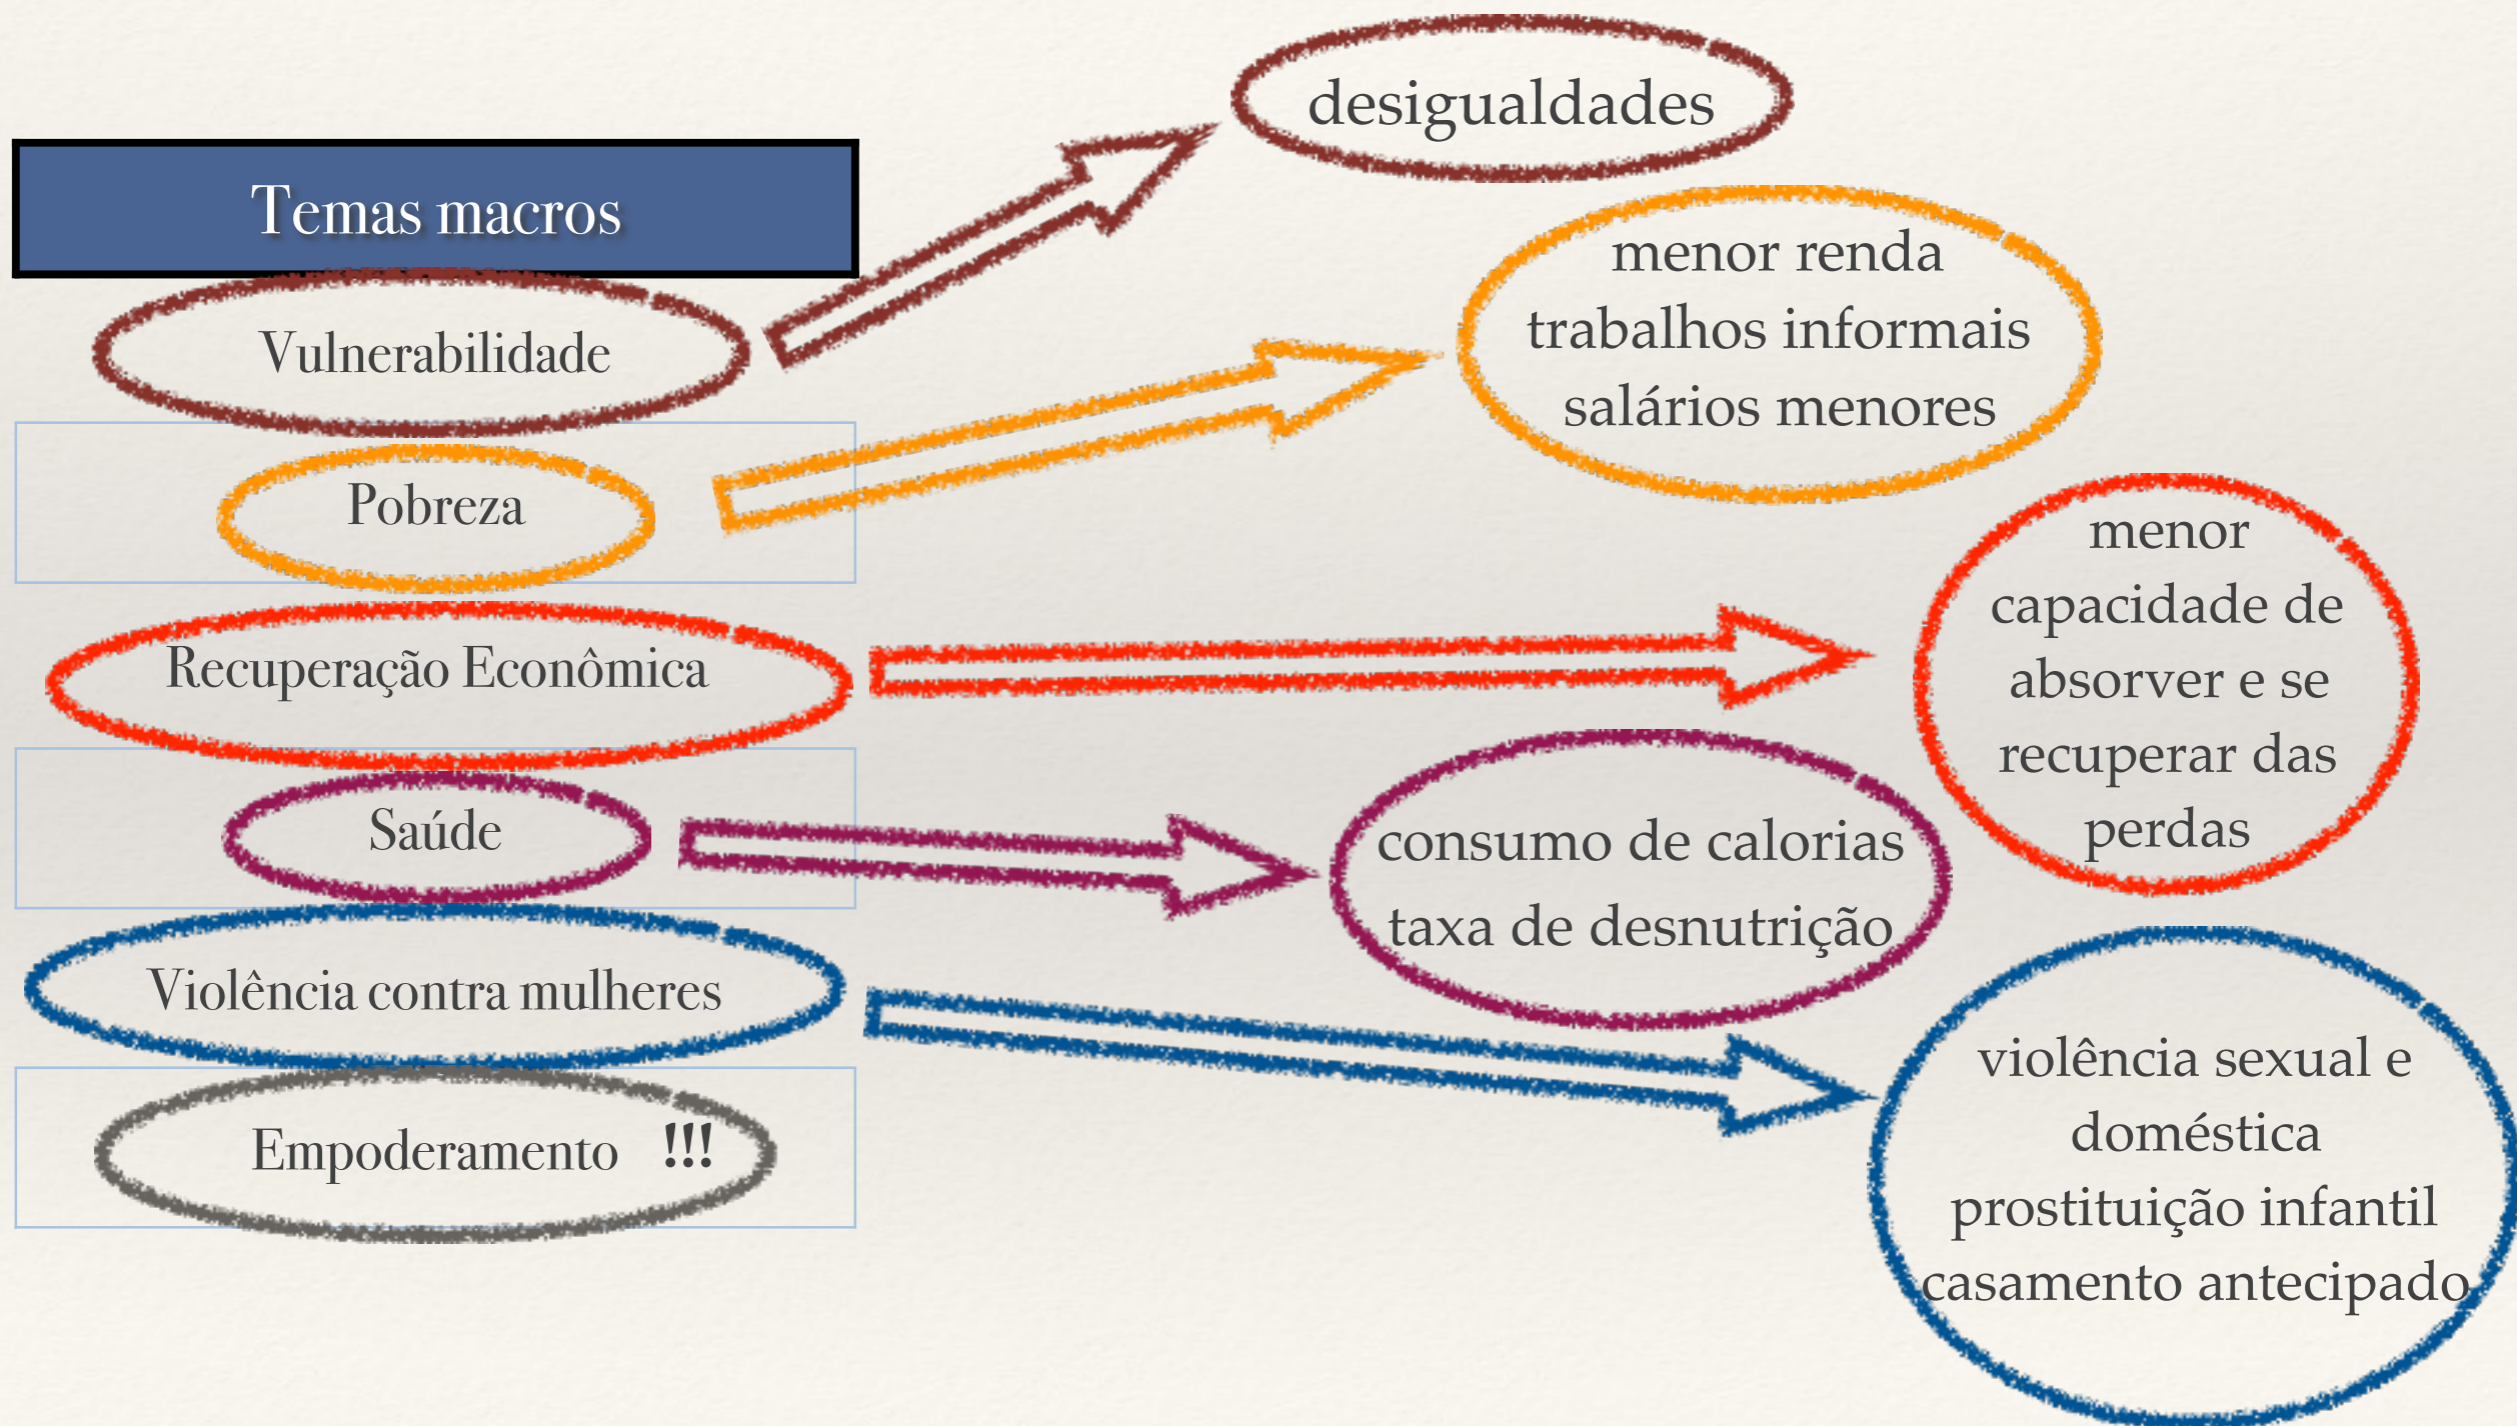 Temas macros
Vulnerabilidade
Pobreza
Recuperação Econômica
Saúde
Violência contra mulheres
Empoderamento !!!
desigualdades
menor renda
trabalhos informais
salários menores
menor
capacidade de
absorver e se
recuperar das
perdas
consumo de calorias
taxa de desnutrição
violência sexual e
doméstica
prostituição infantil
casamento antecipado